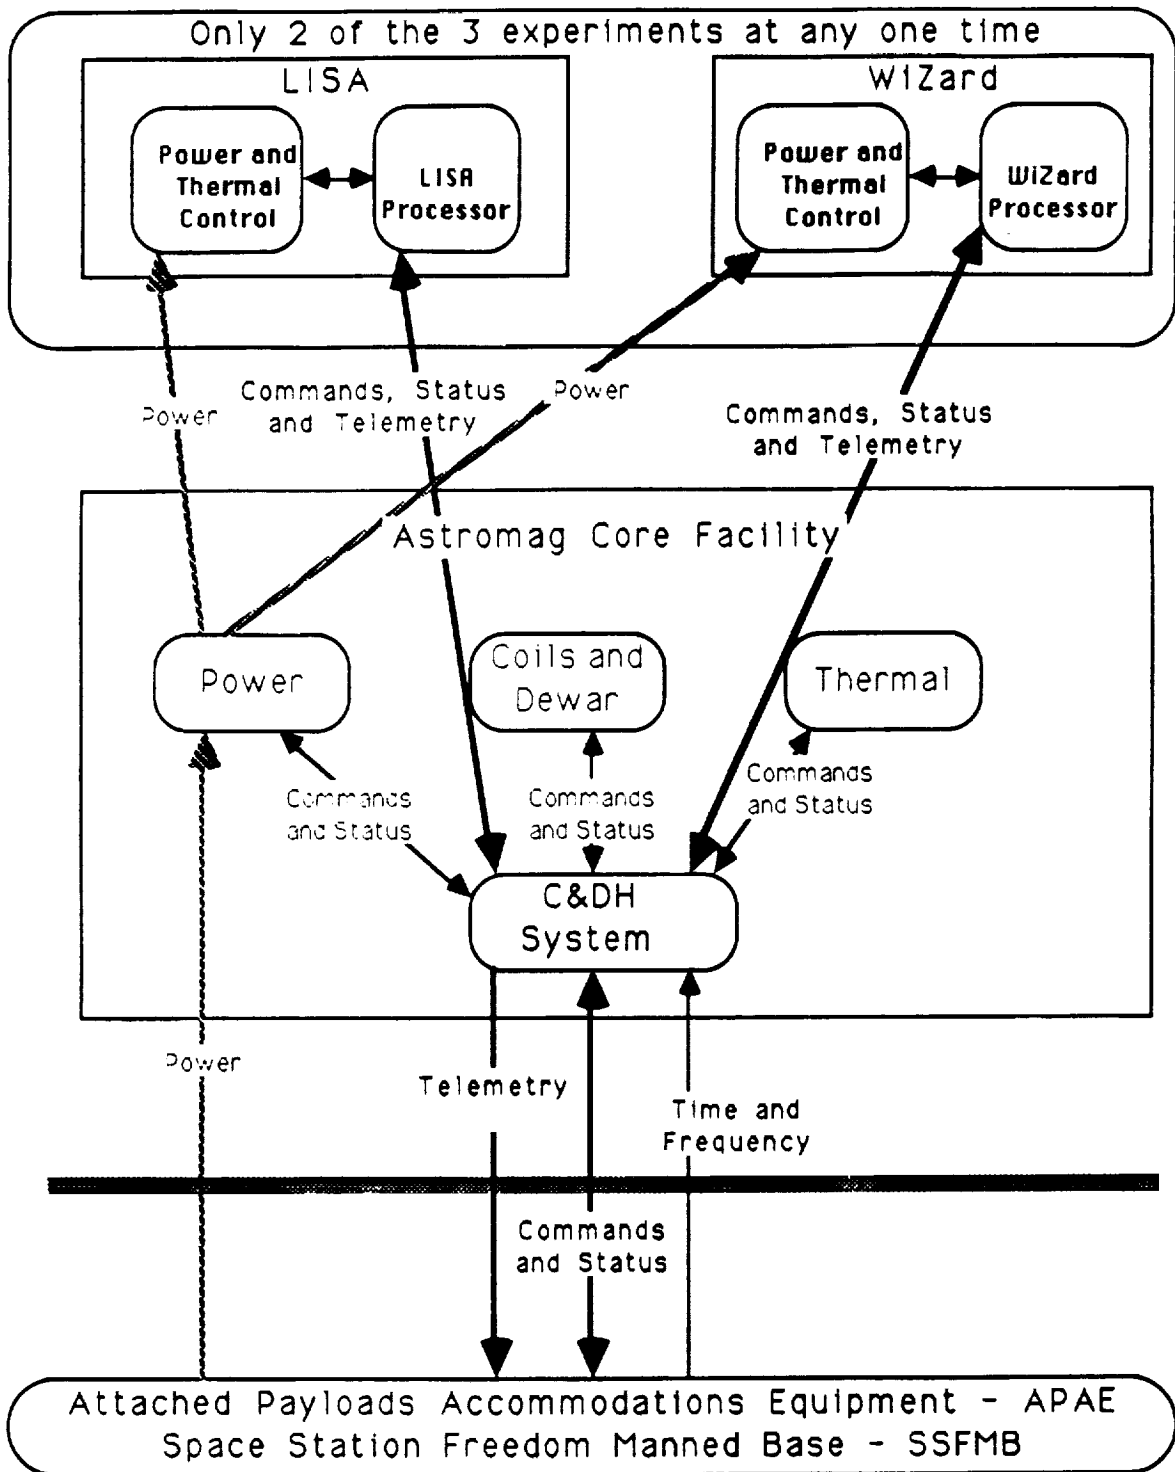 Only 2 of the 3 experiments at any one time
LISA
WiZard
Power and
Thermal
Control
LISA
Processor
Power and
Thermal
Control
WiZard
Processor
Power
Commands, Status
and Telemetry
Power
Commands, Status
and Telemetry
Astromag Core Facility
Power
Coils and
Dewar
Thermal
Commands
and Status
Commands
and Status
Commands
and Status
C&DH
System
Power
Telemetry
Time and
Frequency
Commands
and Status
Attached Payloads Accommodations Equipment - APAE
Space Station Freedom Manned Base - SSFMB